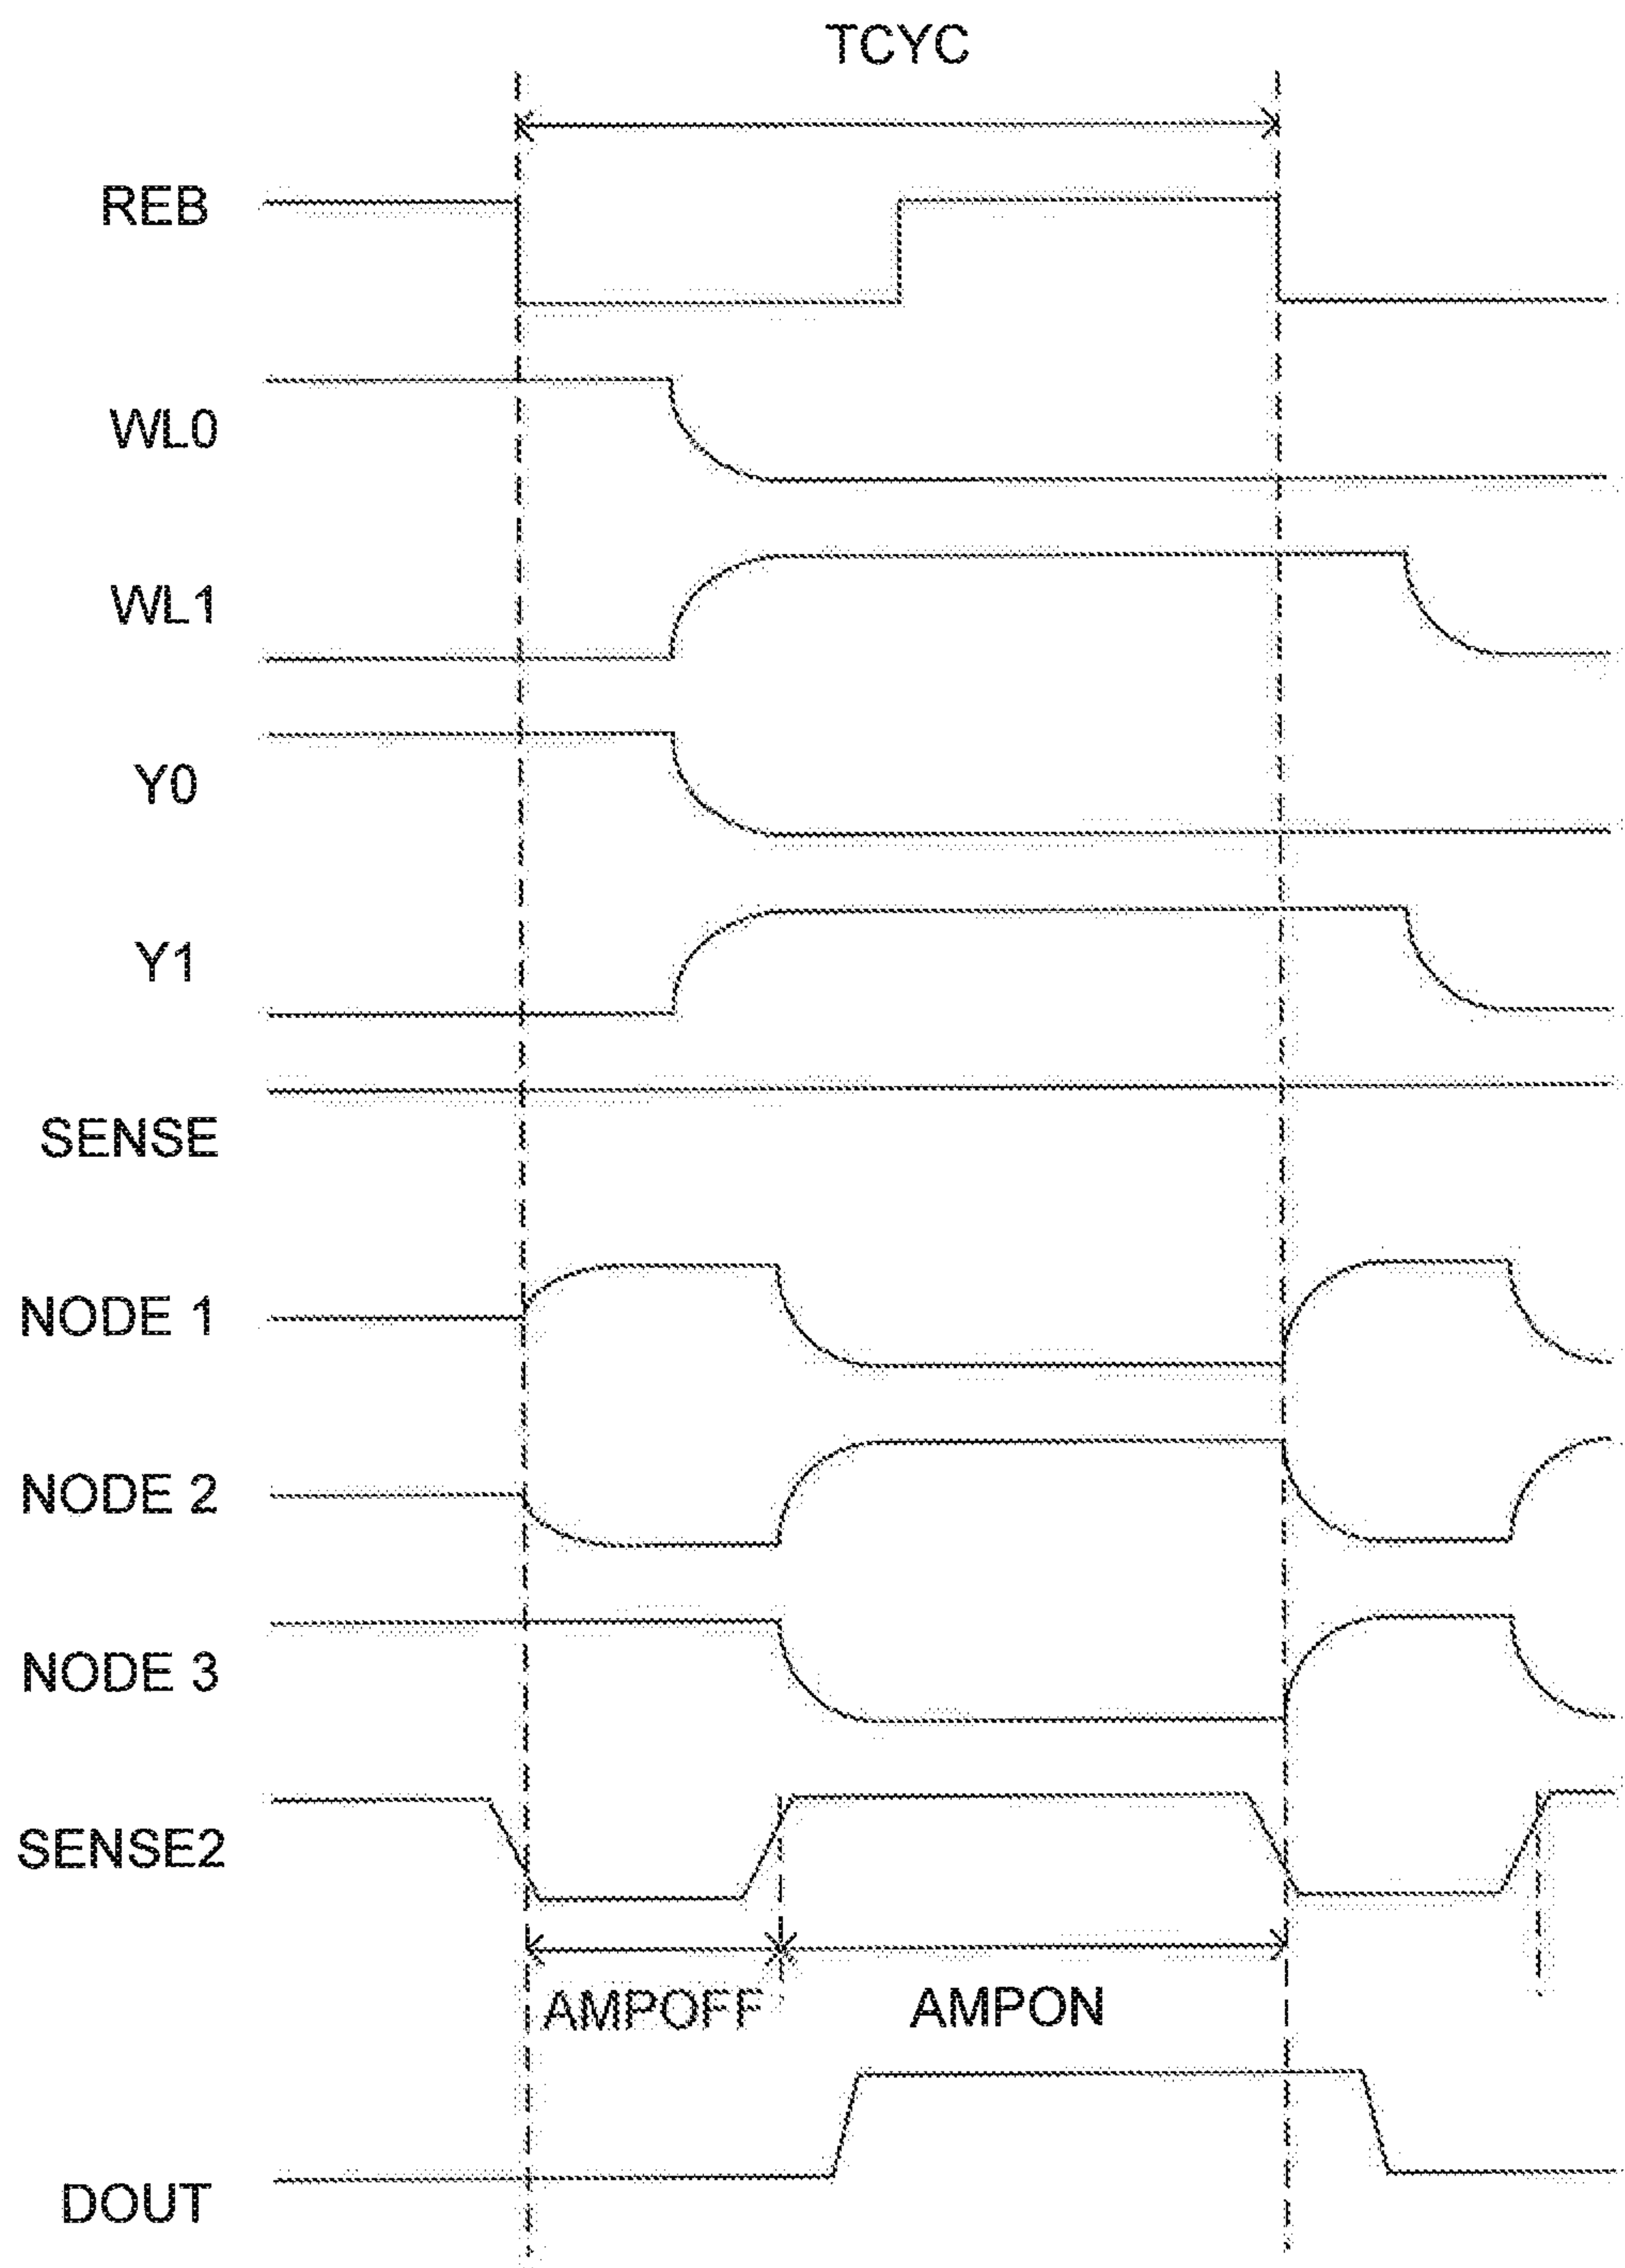 TCYC
REB
WL0
WL1
Y0
Y1
SENSE
NODE 1
NODE 2
NODE 3
SENSE2
AMPOFF
AMPON
DOUT